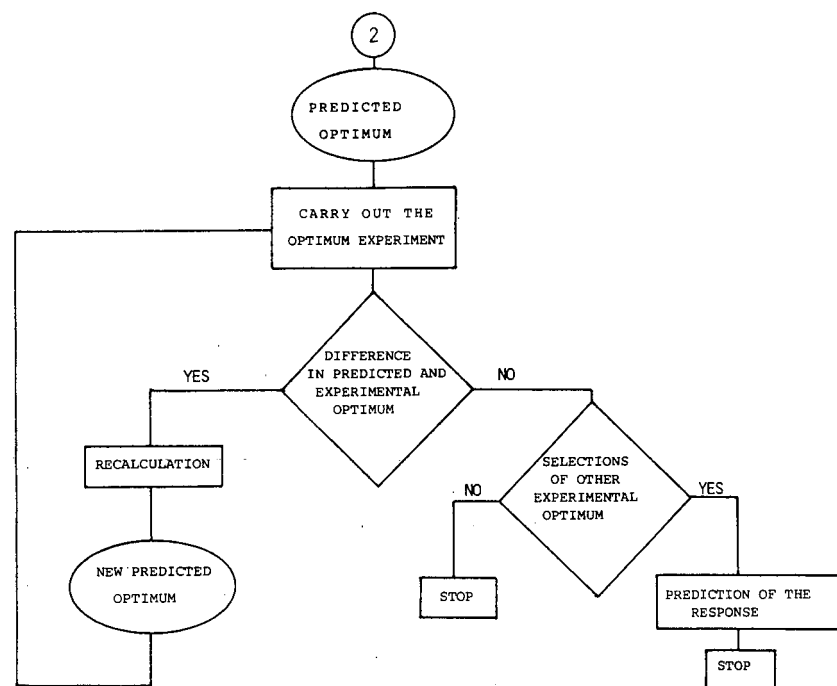 2
PREDICTED
OPTIMUM
CARRY OUT THE
OPTIMUM EXPERIMENT
DIFFERENCE
IN PREDICTED AND
EXPERIMENTAL
OPTIMUM
YES
NO
RECALCULATION
SELECTIONS
OF OTHER
EXPERIMENTAL
OPTIMUM
NO
YES
NEW PREDICTED
OPTIMUM
STOP
PREDICTION OF THE
RESPONSE
STOP